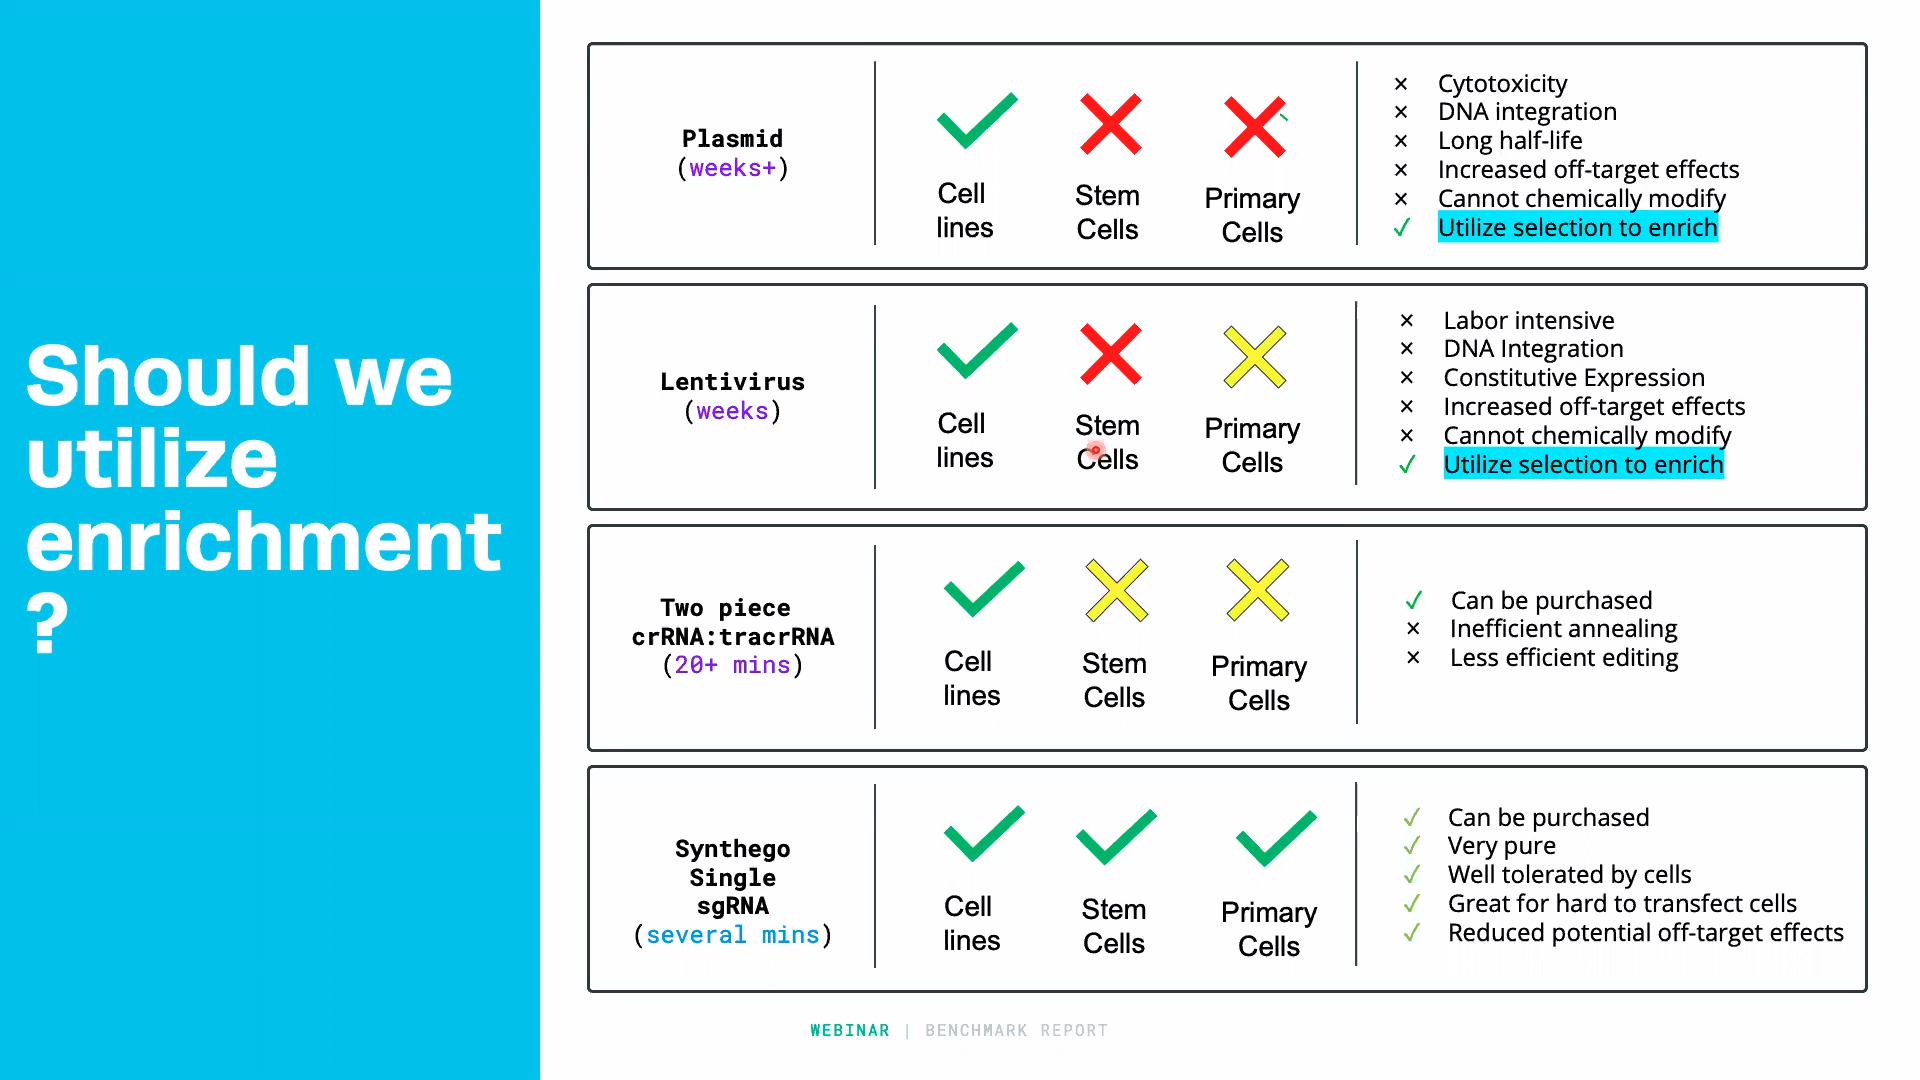 Should we
utilize
enrichment
?
Plasmid
(weeks+)
Cell
lines
Stem
Cells
Primary
Cells
Cytotoxicity
DNA integration
Long half-life
Increased off-target effects
Cannot chemically modify
Utilize selection to enrich
Lentivirus
(weeks)
Cell
lines
Stem
Cells
Primary
Cells
Labor intensive
DNA Integration
Constitutive Expression
Increased off-target effects
Cannot chemically modify
Utilize selection to enrich
Two piece
crRNA:tracrRNA
(20+ mins)
Cell
lines
Stem
Cells
Primary
Cells
Can be purchased
Inefficient annealing
Less efficient editing
Synthego
Single
sgRNA
(several mins)
Cell
lines
Stem
Cells
Primary
Cells
Can be purchased
Very pure
Well tolerated by cells
Great for hard to transfect cells
Reduced potential off-target effects
WEBINAR | BENCHMARK REPORT